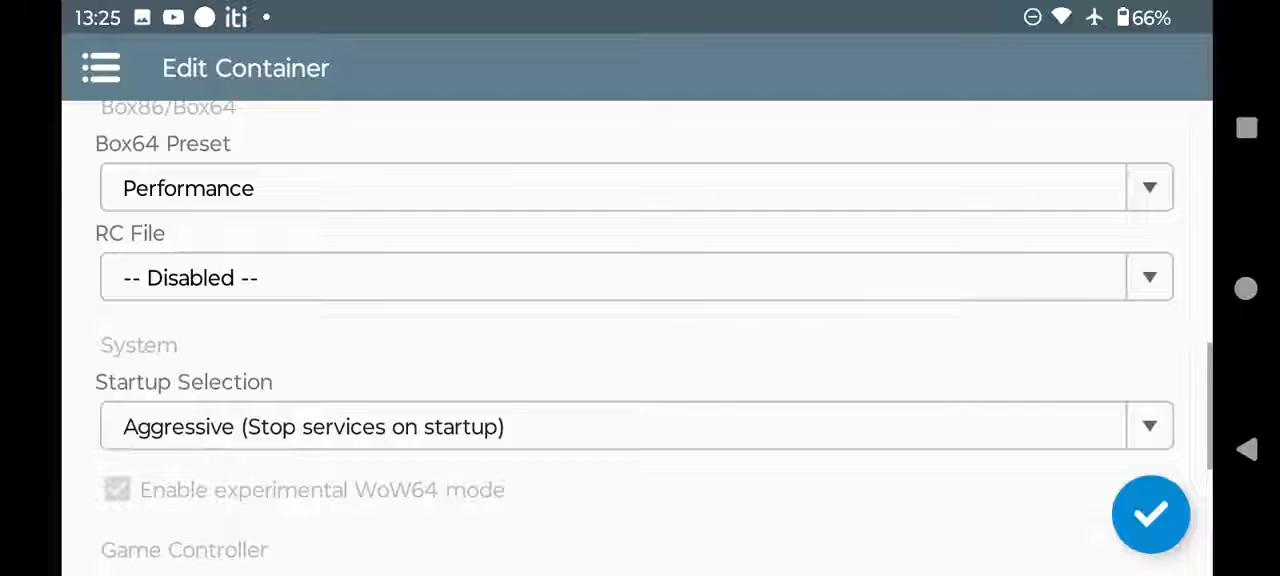 13:25 iti 66%
Edit Container
Box86/Box64
Box64 Preset
Performance
RC File
-- Disabled --
System
Startup Selection
Aggressive (Stop services on startup)
Enable experimental WoW64 mode
Game Controller